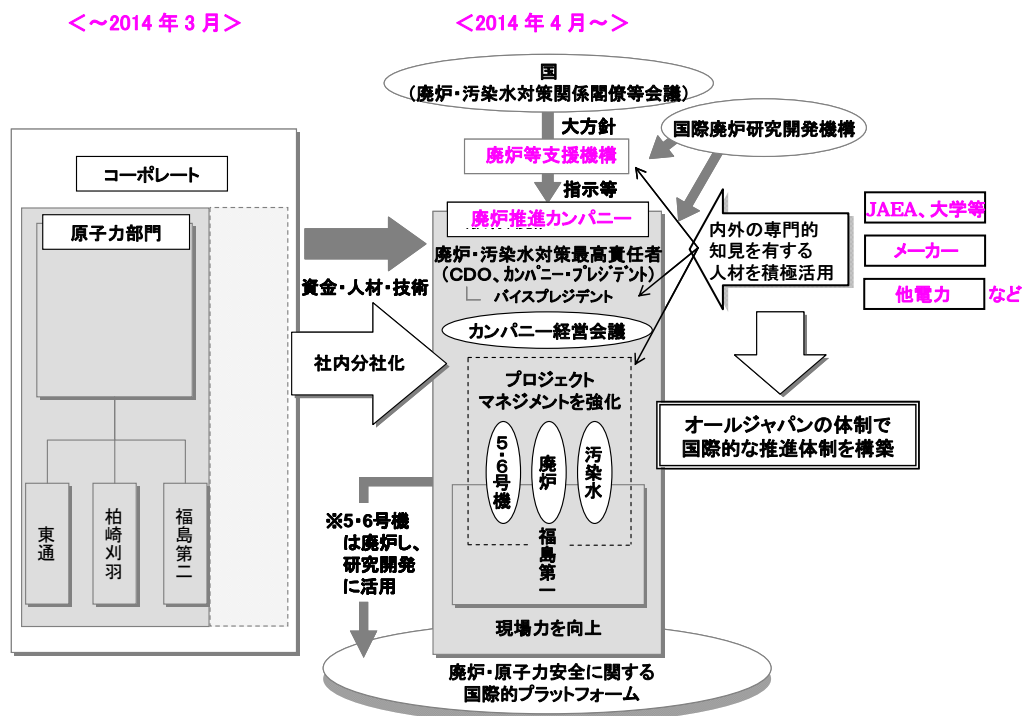 ＜～2014 年 3 月＞
＜2014 年 4 月～＞
国
（廃炉・汚染水対策関係閣僚等会議）
大方針
国際廃炉研究開発機構
廃炉等支援機構
指示等
コーポレート
原子力部門
東通
柏崎刈羽
福島第二
資金・人材・技術
社内分社化
廃炉推進カンパニー
廃炉・汚染水対策最高責任者
（CDO、カンパニー・プレジデント）
バイスプレジデント
カンパニー経営会議
プロジェクト
マネジメントを強化
5・6号機
廃炉
汚染水
福島第一
現場力を向上
※5・6号機
は廃炉し、
研究開発
に活用
廃炉・原子力安全に関する
国際的プラットフォーム
内外の専門的
知見を有する
人材を積極活用
JAEA、大学等
メーカー
他電力
など
オールジャパンの体制で
国際的な推進体制を構築